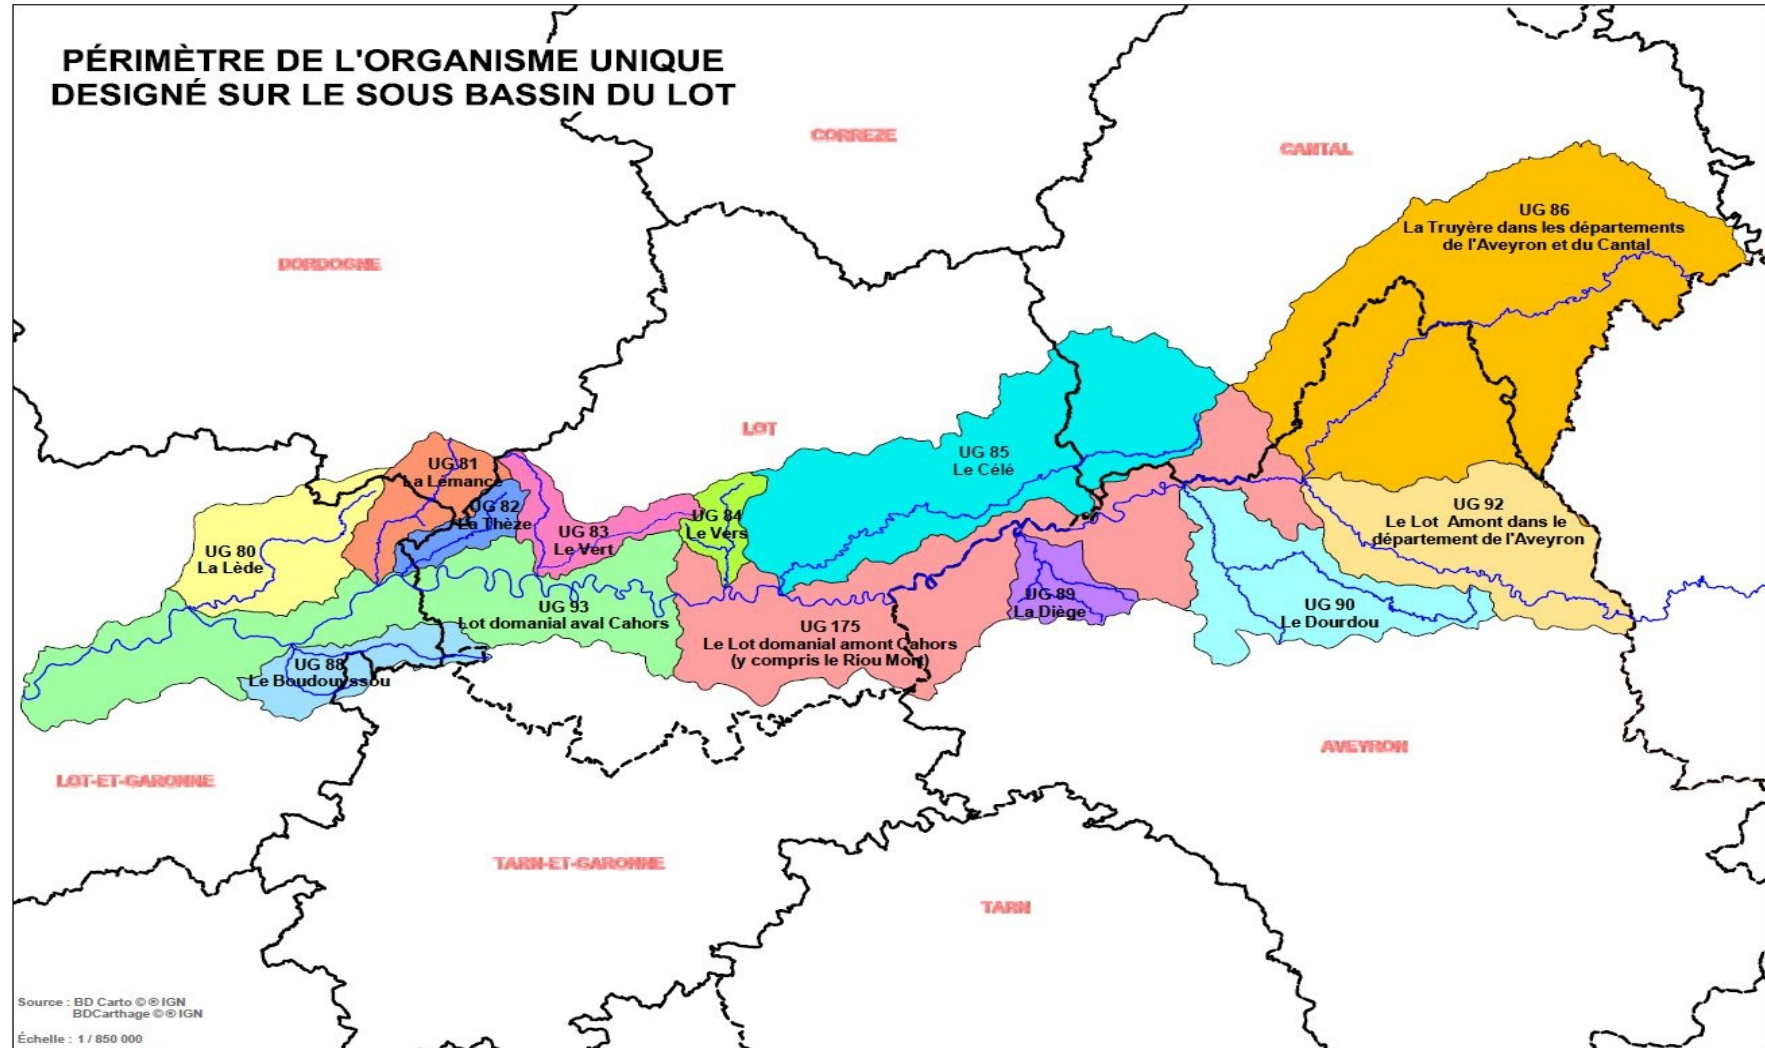 PÉRIMÈTRE DE L'ORGANISME UNIQUE
DESIGNÉ SUR LE SOUS BASSIN DU LOT
CORREZE
CANTAL
DORDOGNE
UG 86
La Truyère dans les départements
de l'Aveyron et du Cantal
LOT
UG 81
La Lémance
UG 82
La Thèze
UG 83
Le Vert
UG 84
Le Vers
UG 85
Le Célé
UG 92
Le Lot Amont dans le
département de l'Aveyron
UG 80
La Lède
UG 93
Lot domanial aval Cahors
UG 89
La Diège
UG 90
Le Dourdou
UG 175
Le Lot domanial amont Cahors
(y compris le Riou Mort)
UG 88
Le Boudouyssou
LOT-ET-GARONNE
AVEYRON
TARN-ET-GARONNE
TARN
Source : BD Carto © ® IGN
BDCarthage © ® IGN
Échelle : 1 / 850 000